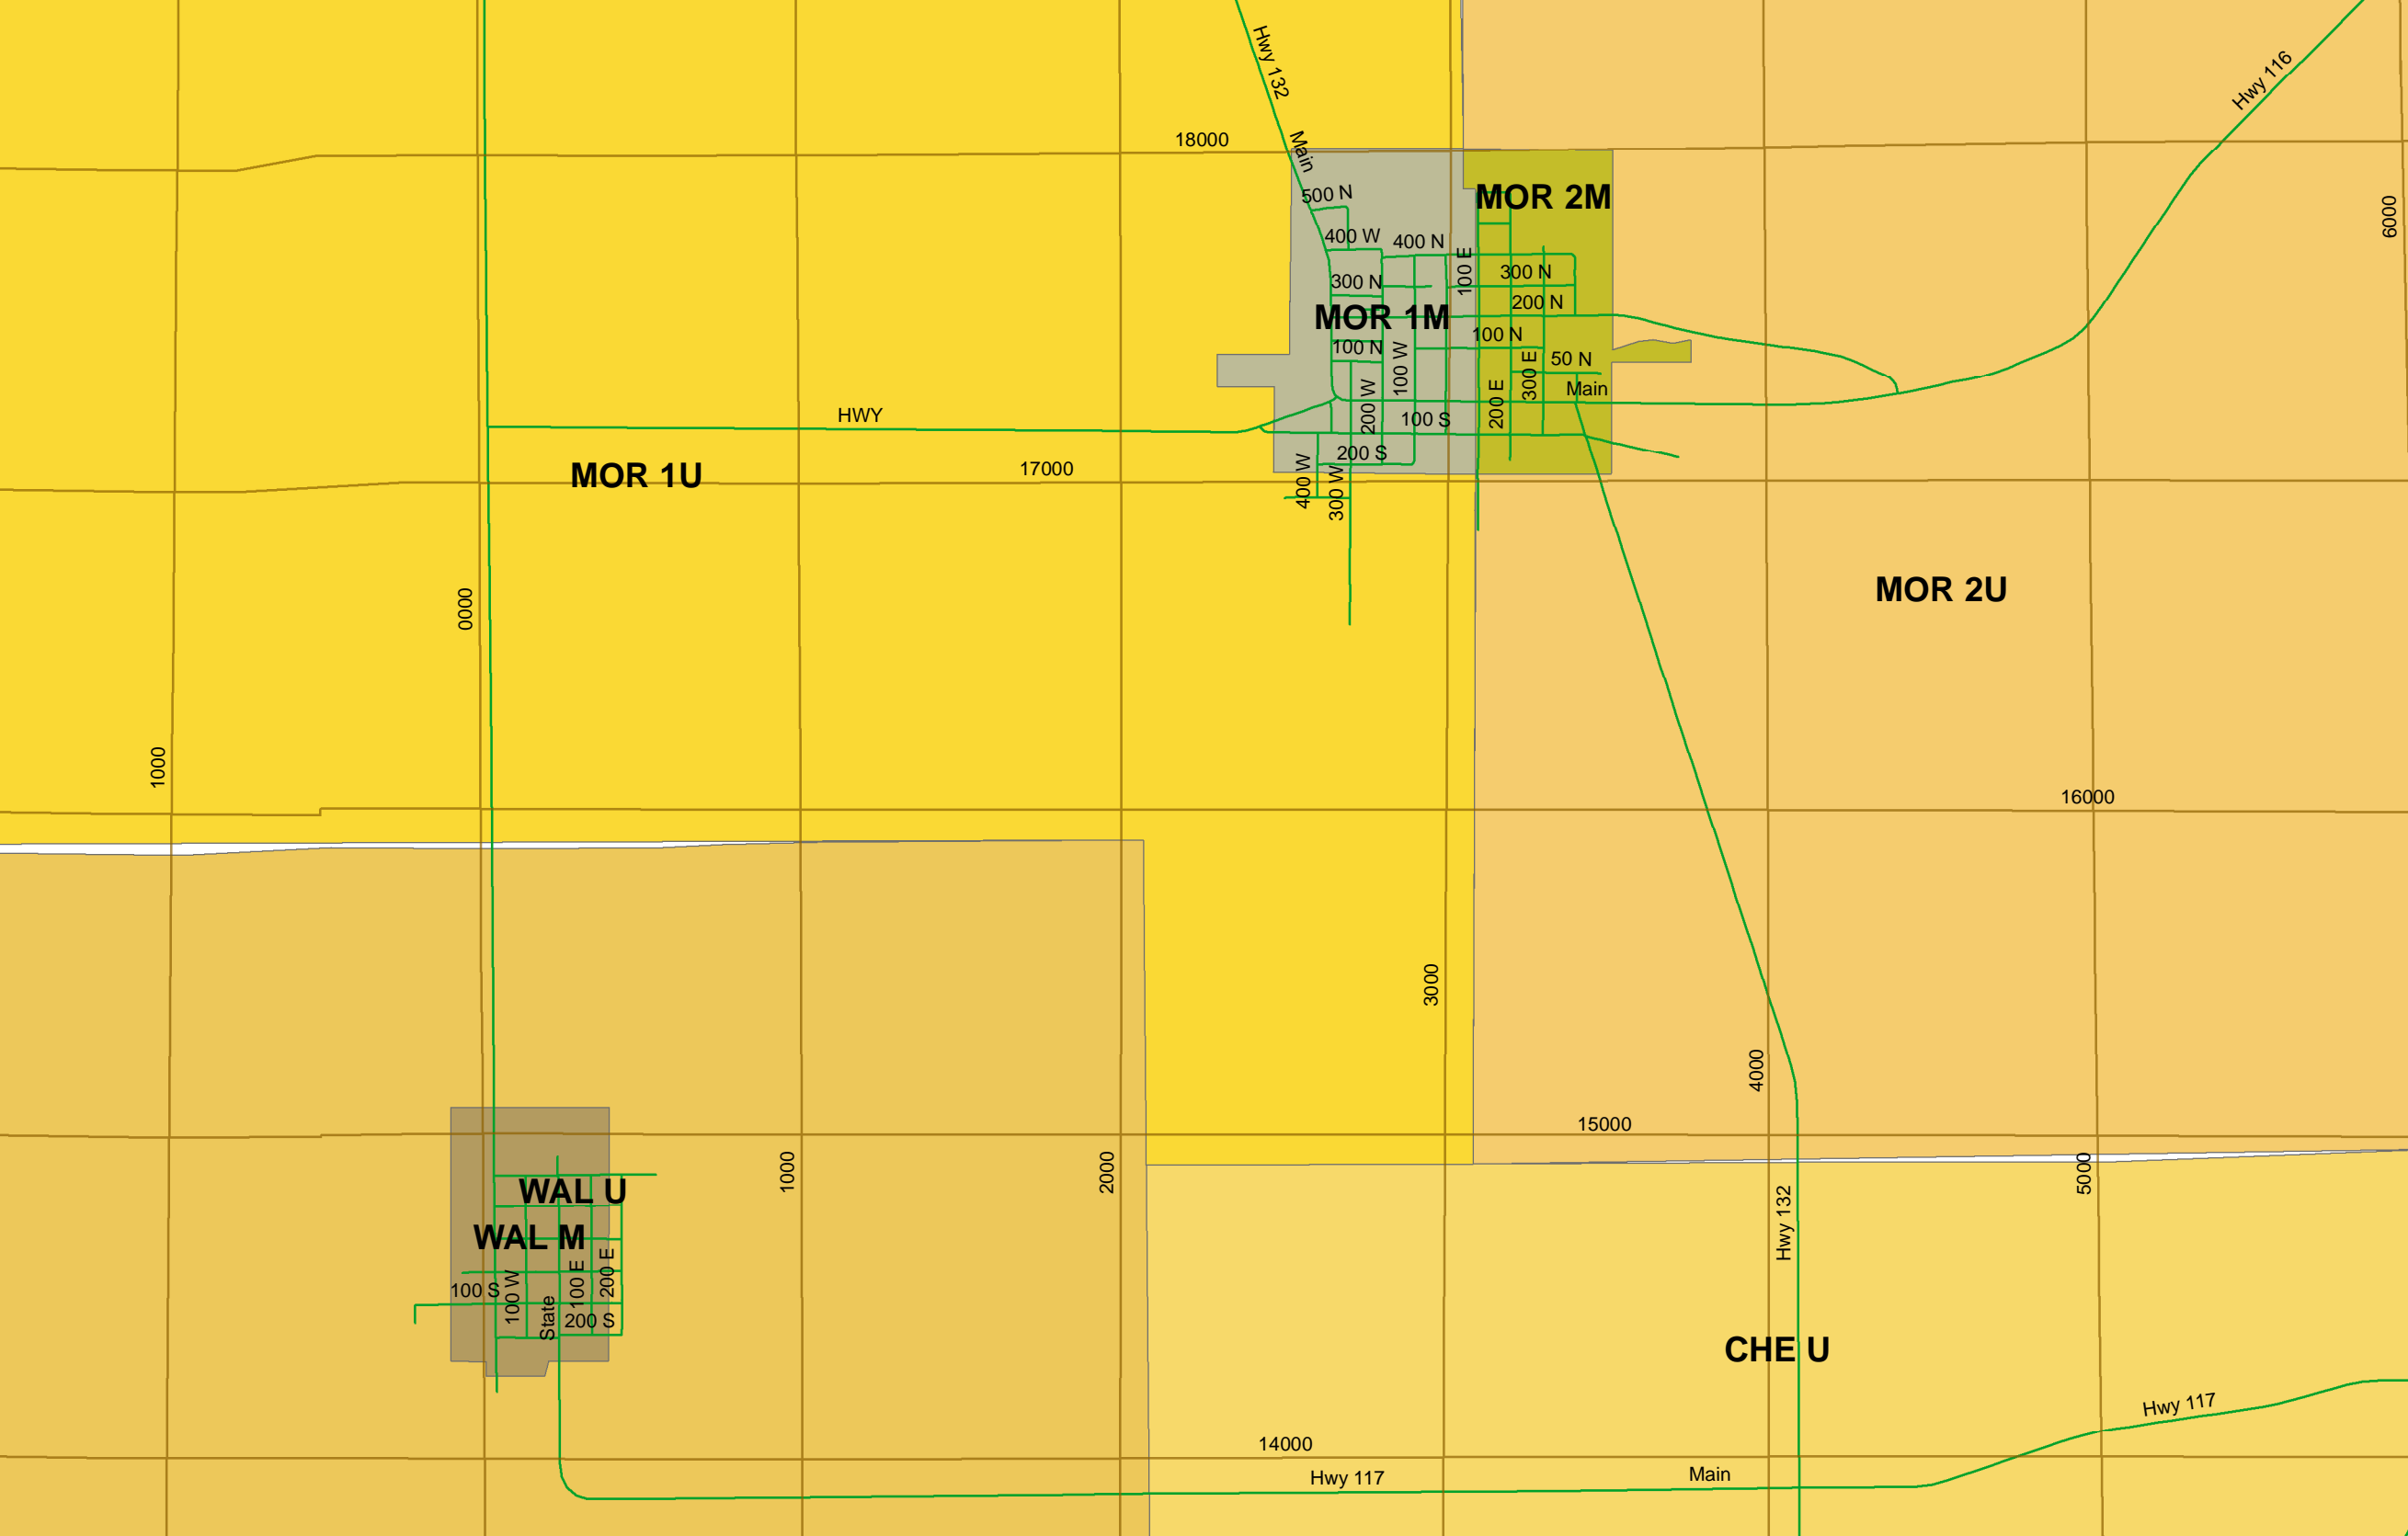 Hwy 132
Hwy 116
18000
Main
500 N
MOR 2M
6000
400 W
400 N
100 E
300 N
300 N
200 N
MOR 1M
100 N
100 N
100 W
300 E
50 N
Main
200 W
200 E
HWY
100 S
200 S
17000
MOR 1U
400 W
300 W
0000
MOR 2U
1000
16000
3000
4000
15000
1000
2000
5000
WAL U
Hwy 132
WAL M
200 E
100 E
100 S
100 W
State
200 S
CHE U
Hwy 117
14000
Hwy 117
Main